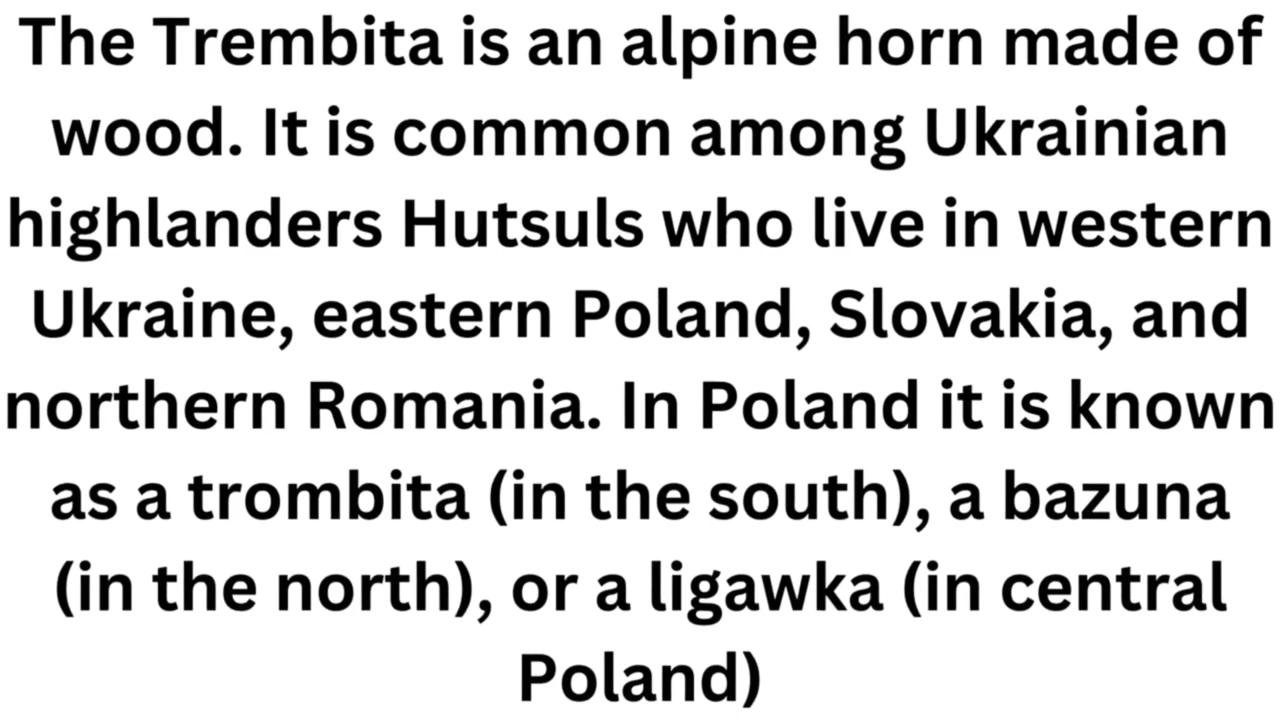 The Trembita is an alpine horn made of
wood. It is common among Ukrainian
highlanders Hutsuls who live in western
Ukraine, eastern Poland, Slovakia, and
northern Romania. In Poland it is known
as a trombita (in the south), a bazuna
(in the north), or a ligawka (in central
Poland)